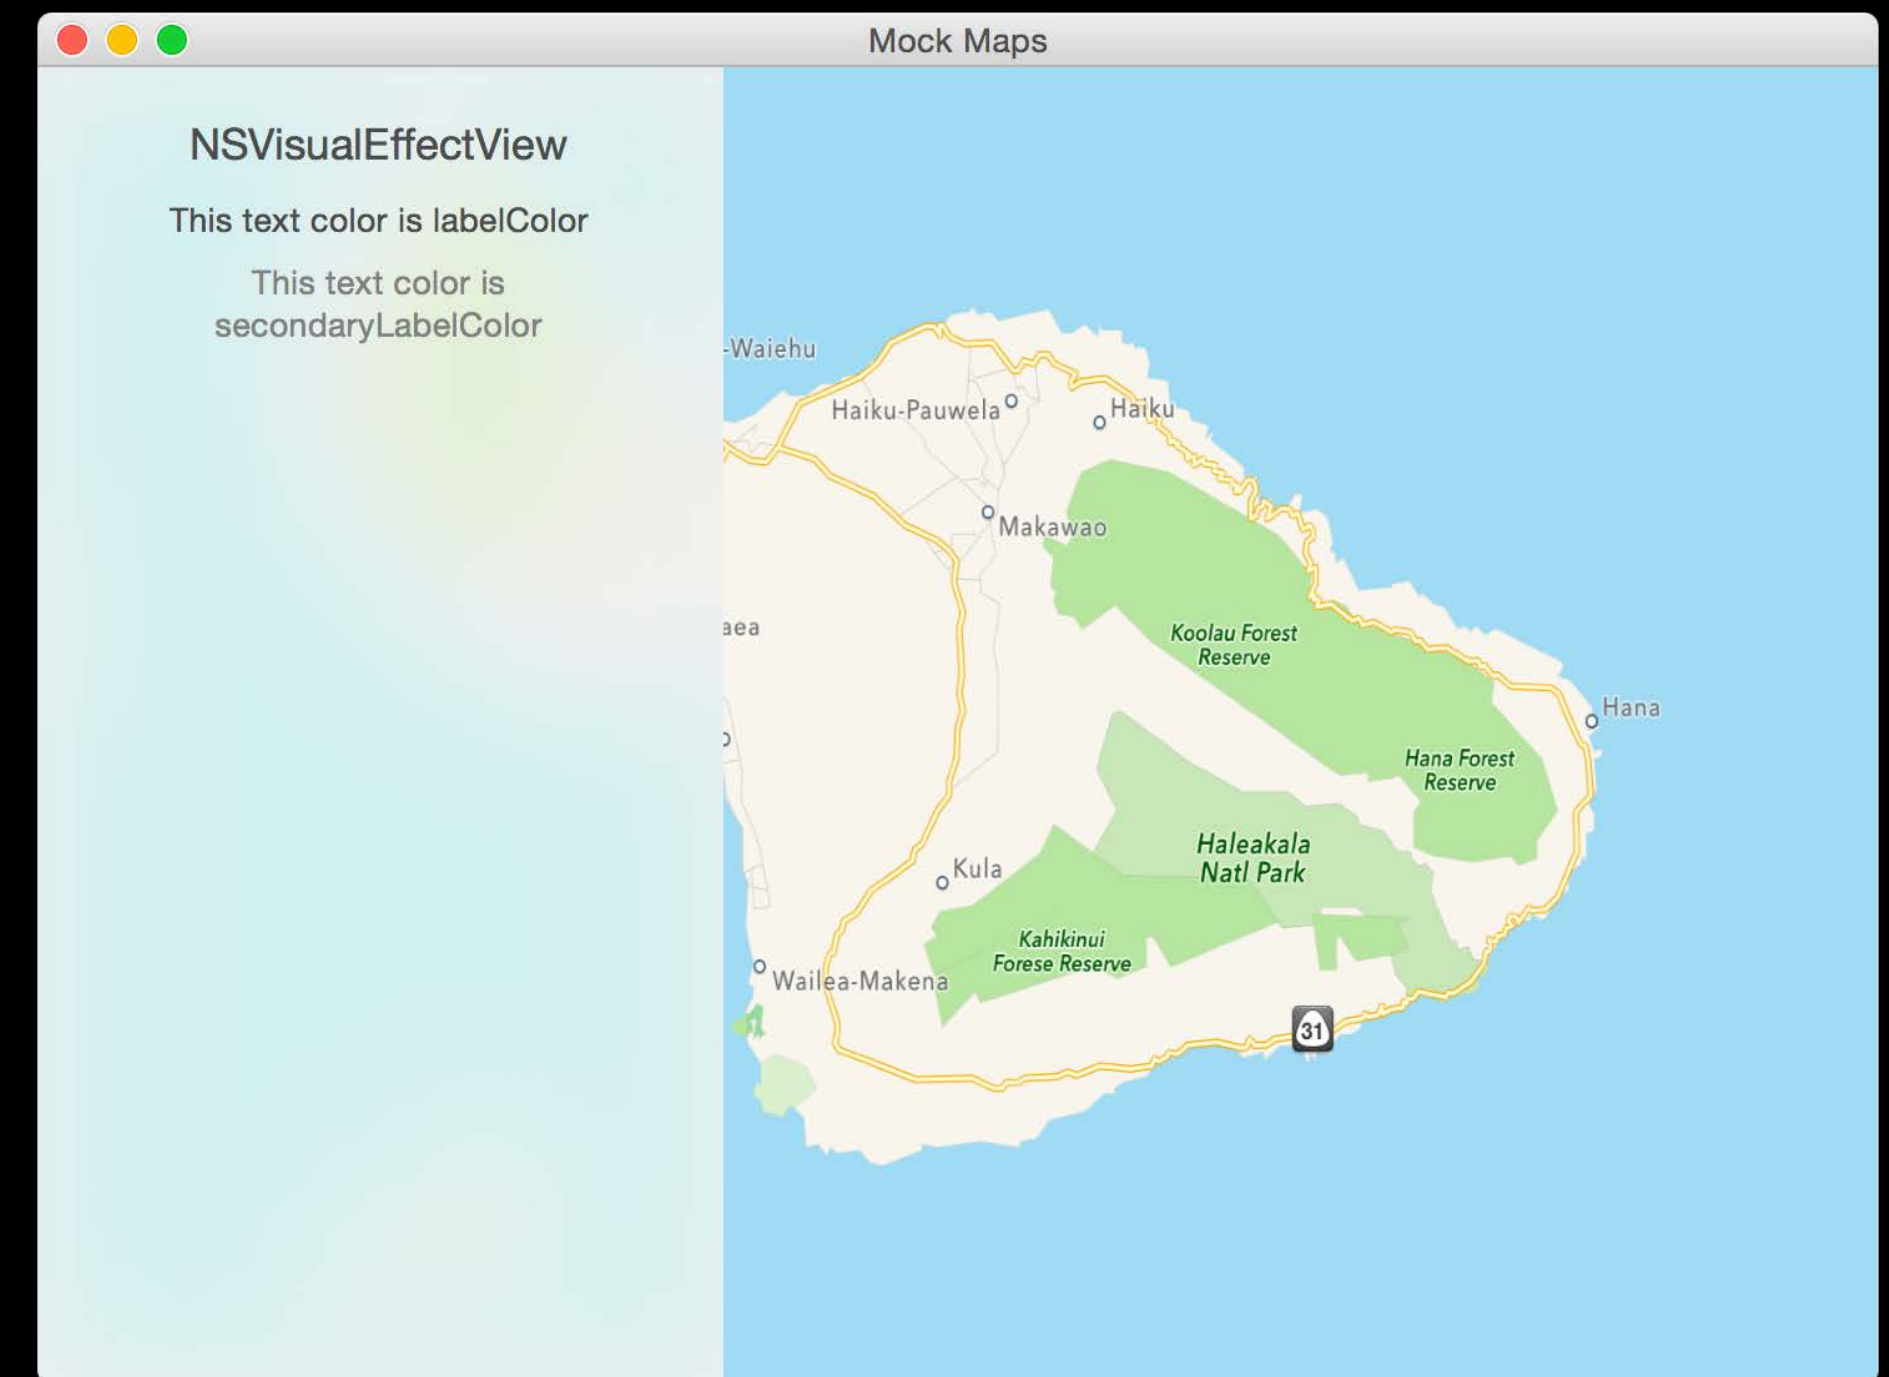 Mock Maps
NSVisualEffectView
This text color is labelColor
This text color is
secondaryLabelColor
-Waiehu
Haiku-Pauwela
Haiku
Makawao
aea
Koolau Forest
Reserve
Hana
Hana Forest
Reserve
Haleakala
Natl Park
Kula
Kahikinui
Forese Reserve
Wailea-Makena
31